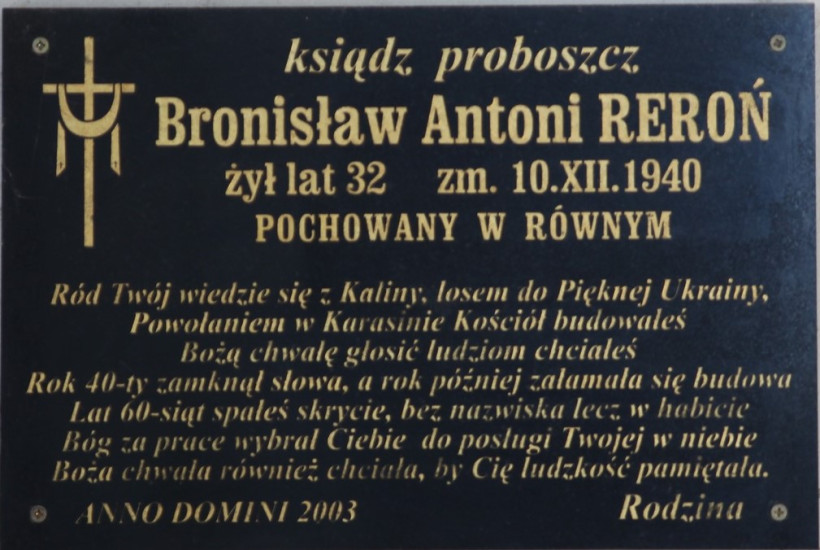 ksiądz proboszcz
Bronisław Antoni REROŃ
żył lat 32 zm. 10.XII.1940
POCHOWANY W RÓWNYM
Ród Twój wiedzie się z Kaliny, losem do Pięknej Ukrainy,
Powołaniem w Karasinie Kościół budowałeś
Bożą chwałę głosić ludziom chciałeś
Rok 40-ty zamknął słowa, a rok później załamała się budowa
Lat 60-siąt spałeś skrycie, bez nazwiska lecz w habicie
Bóg za prace wybrał Ciebie do posługi Twojej w niebie
Boża chwała również chciała, by Cię ludzkość pamiętała.
ANNO DOMINI 2003 Rodzina